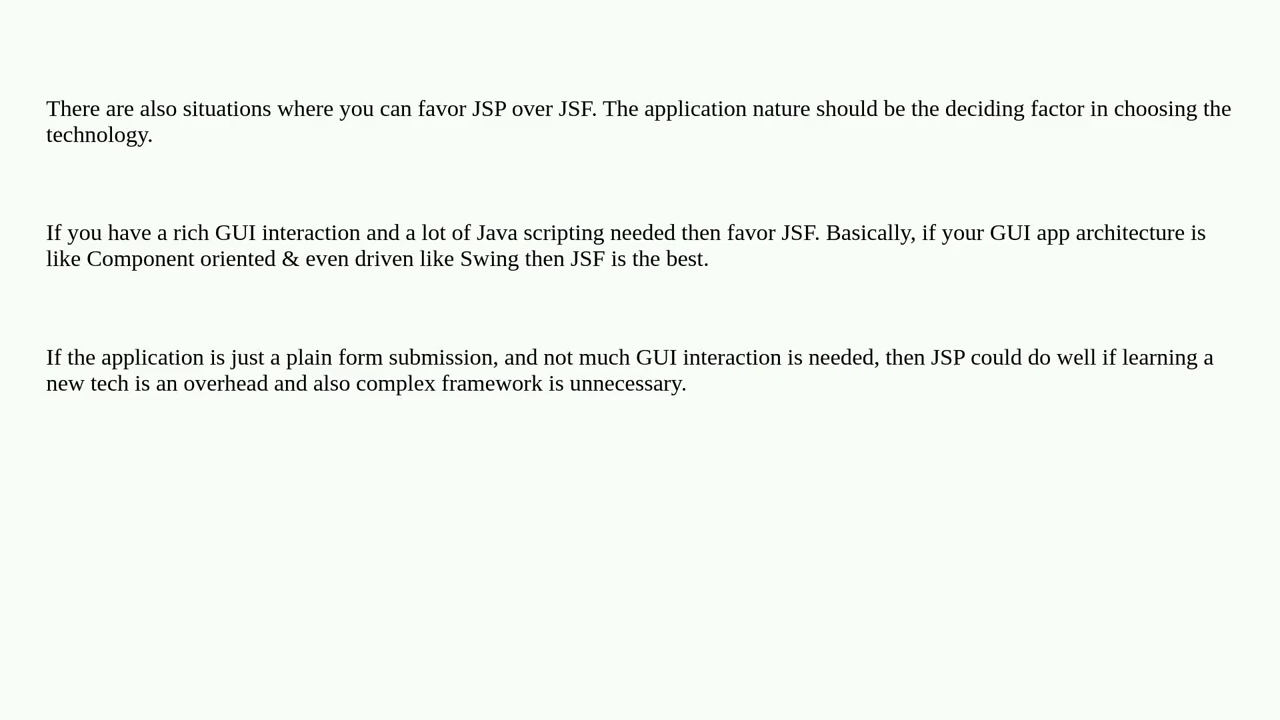 There are also situations where you can favor JSP over JSF. The application nature should be the deciding factor in choosing the
technology.
If you have a rich GUI interaction and a lot of Java scripting needed then favor JSF. Basically, if your GUI app architecture is
like Component oriented & even driven like Swing then JSF is the best.
If the application is just a plain form submission, and not much GUI interaction is needed, then JSP could do well if learning a
new tech is an overhead and also complex framework is unnecessary.